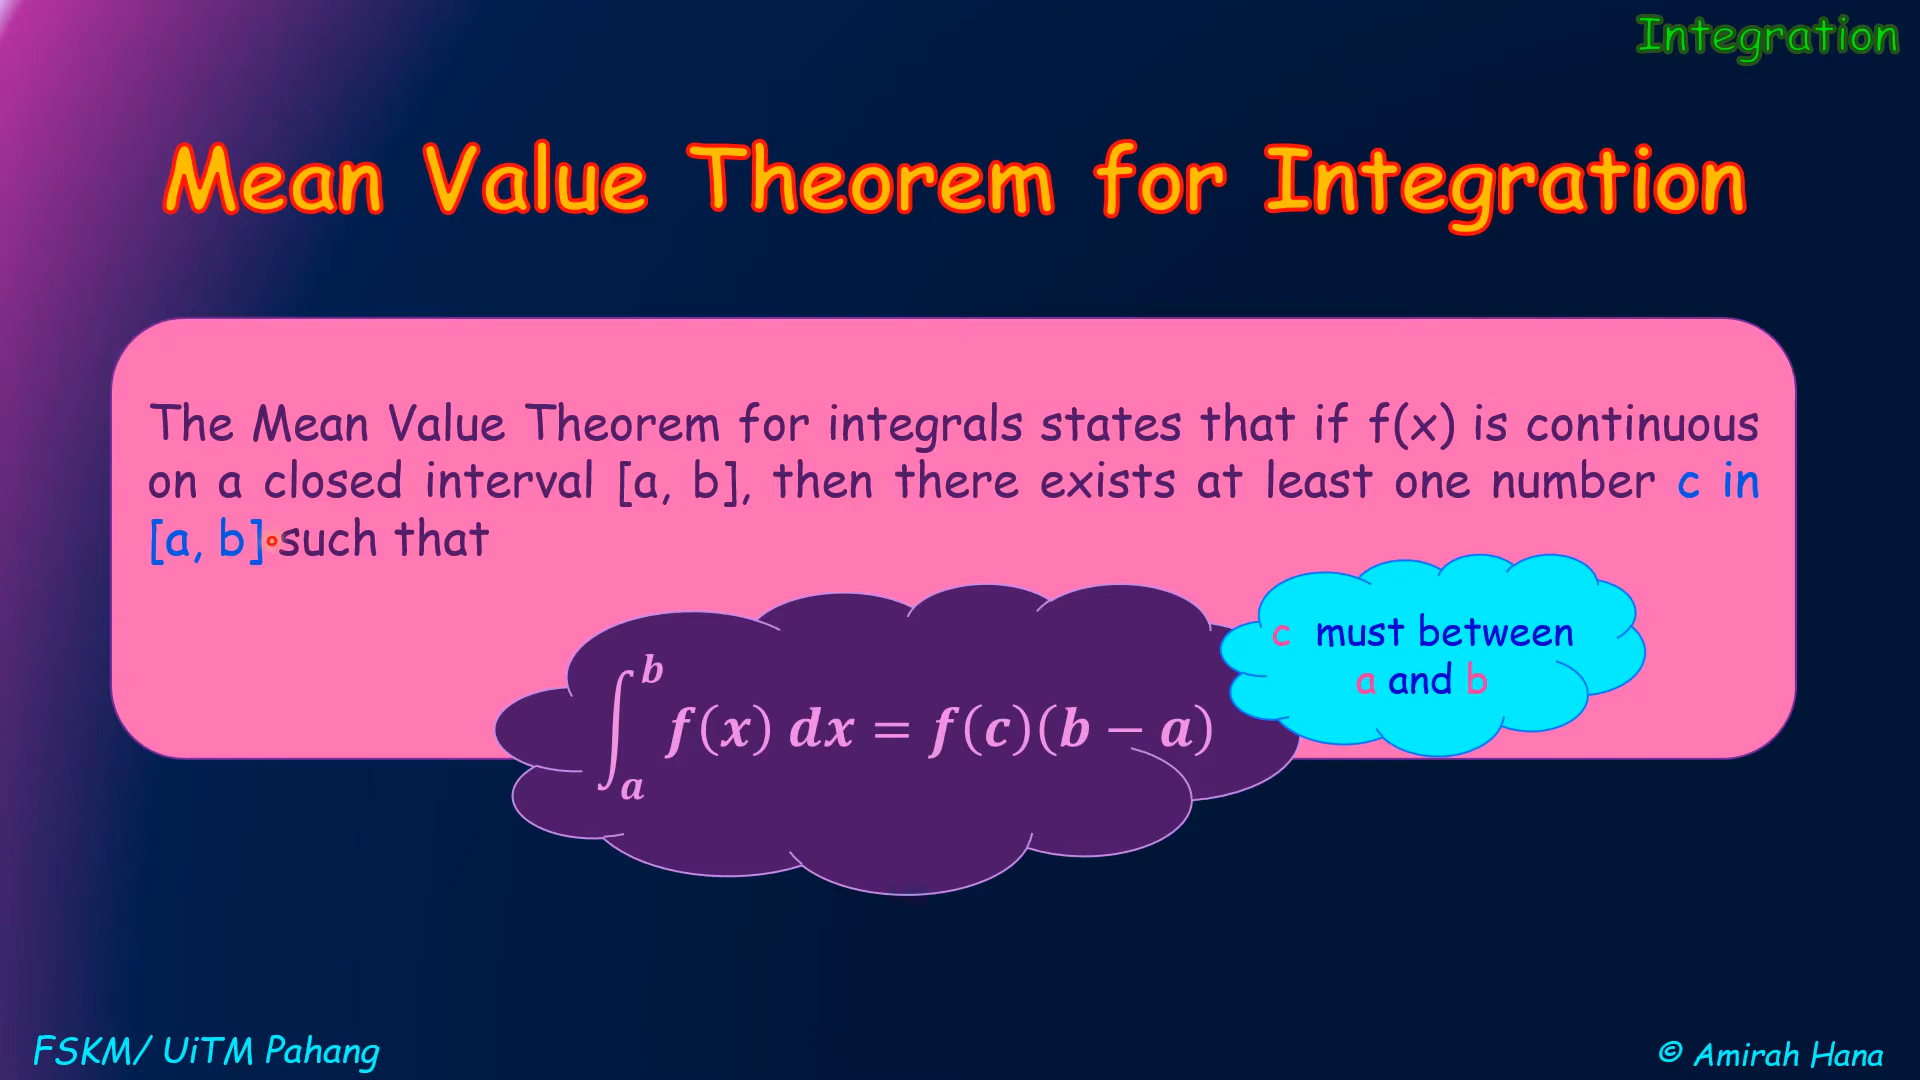 Integration
Mean Value Theorem for Integration
The Mean Value Theorem for integrals states that if f(x) is continuous
on a closed interval [a, b], then there exists at least one number c in
[a, b] such that
c must between
a and b
∫_a^b f(x) dx = f(c)(b − a)
FSKM/ UiTM Pahang
© Amirah Hana